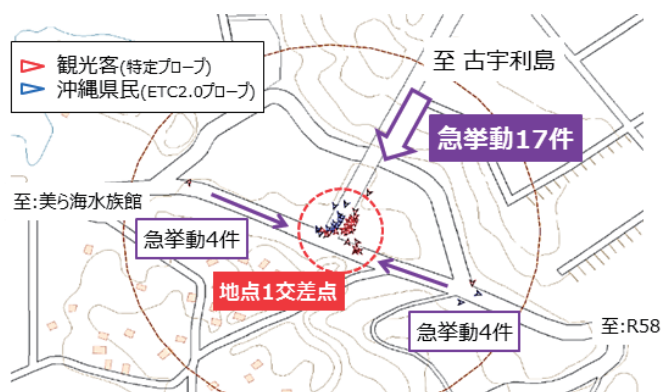 観光客(特定プローブ)
沖縄県民(ETC2.0プローブ)
至 古宇利島
急挙動17件
至:美ら海水族館
急挙動4件
地点1交差点
急挙動4件
至:R58